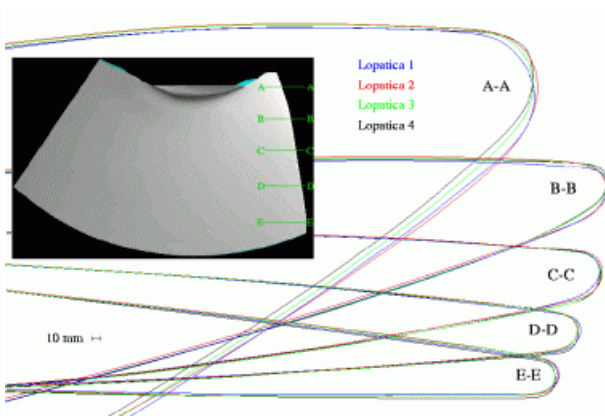 Lopatica 1
Lopatica 2
Lopatica 3
Lopatica 4
A-A
B-B
C-C
D-D
E-E
A A
B B
C C
D D
E E
10 mm